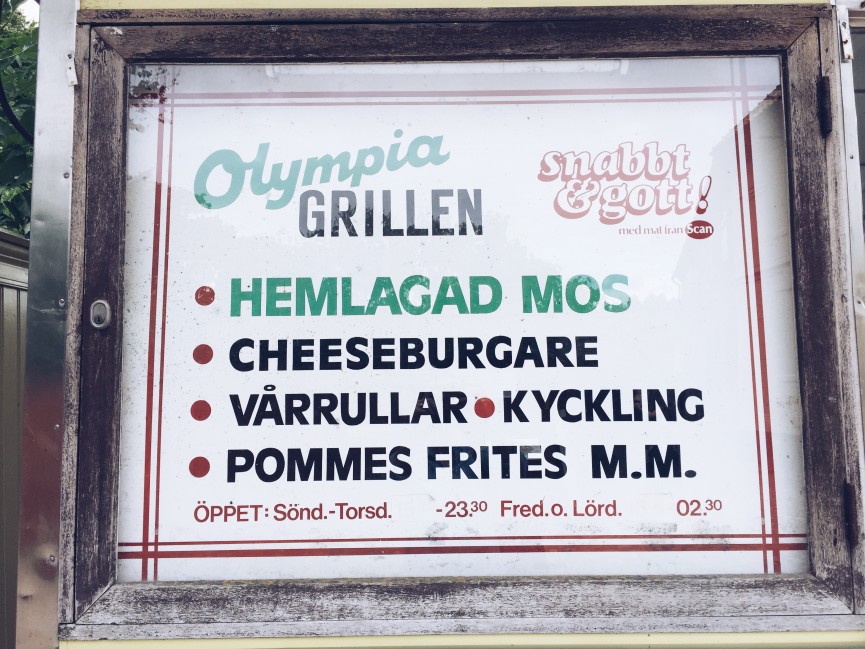 Olympia
GRILLEN
snabbt
& gott!
med mat från Scan
• HEMLAGAD MOS
• CHEESEBURGARE
• VÅRRULLAR • KYCKLING
• POMMES FRITES M.M.
ÖPPET: Sönd.-Torsd. -23.30 Fred. o. Lörd. 02.30